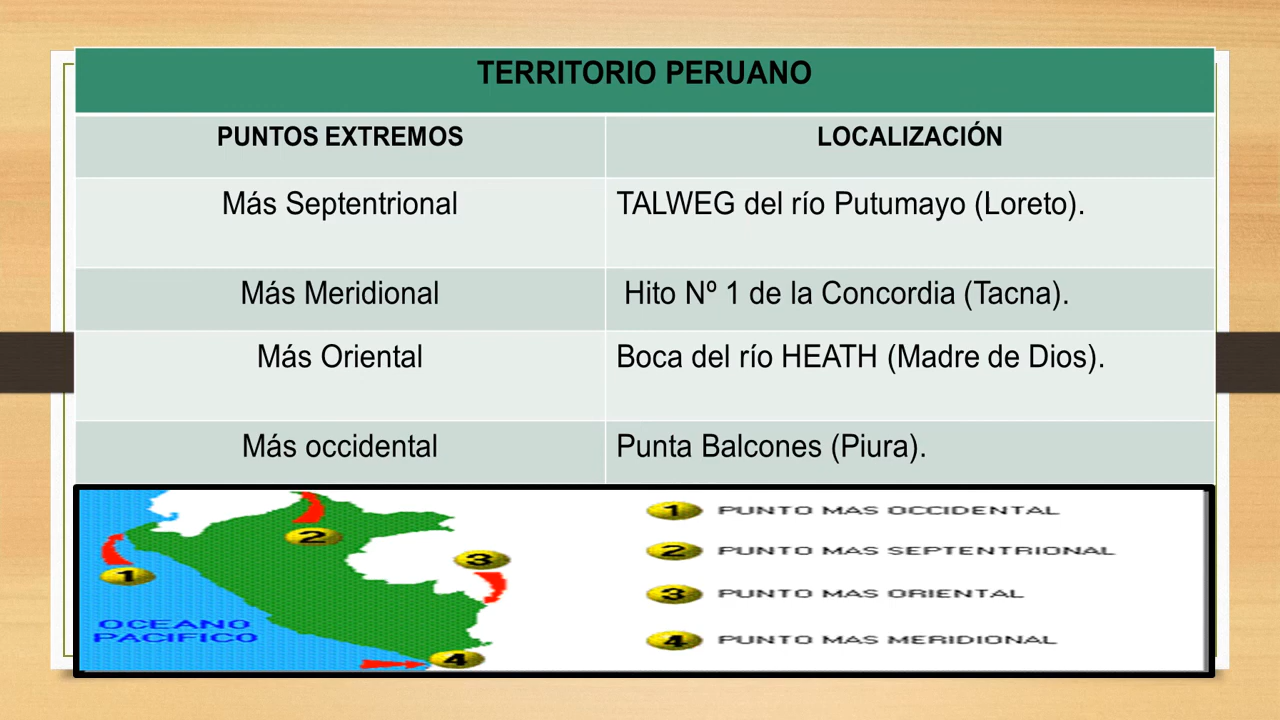 TERRITORIO PERUANO
PUNTOS EXTREMOS LOCALIZACIÓN
Más Septentrional TALWEG del río Putumayo (Loreto).
Más Meridional Hito Nº 1 de la Concordia (Tacna).
Más Oriental Boca del río HEATH (Madre de Dios).
Más occidental Punta Balcones (Piura).
1
2
3
4
OCEANO
PACIFICO
1 PUNTO MAS OCCIDENTAL
2 PUNTO MAS SEPTENTRIONAL
3 PUNTO MAS ORIENTAL
4 PUNTO MAS MERIDIONAL